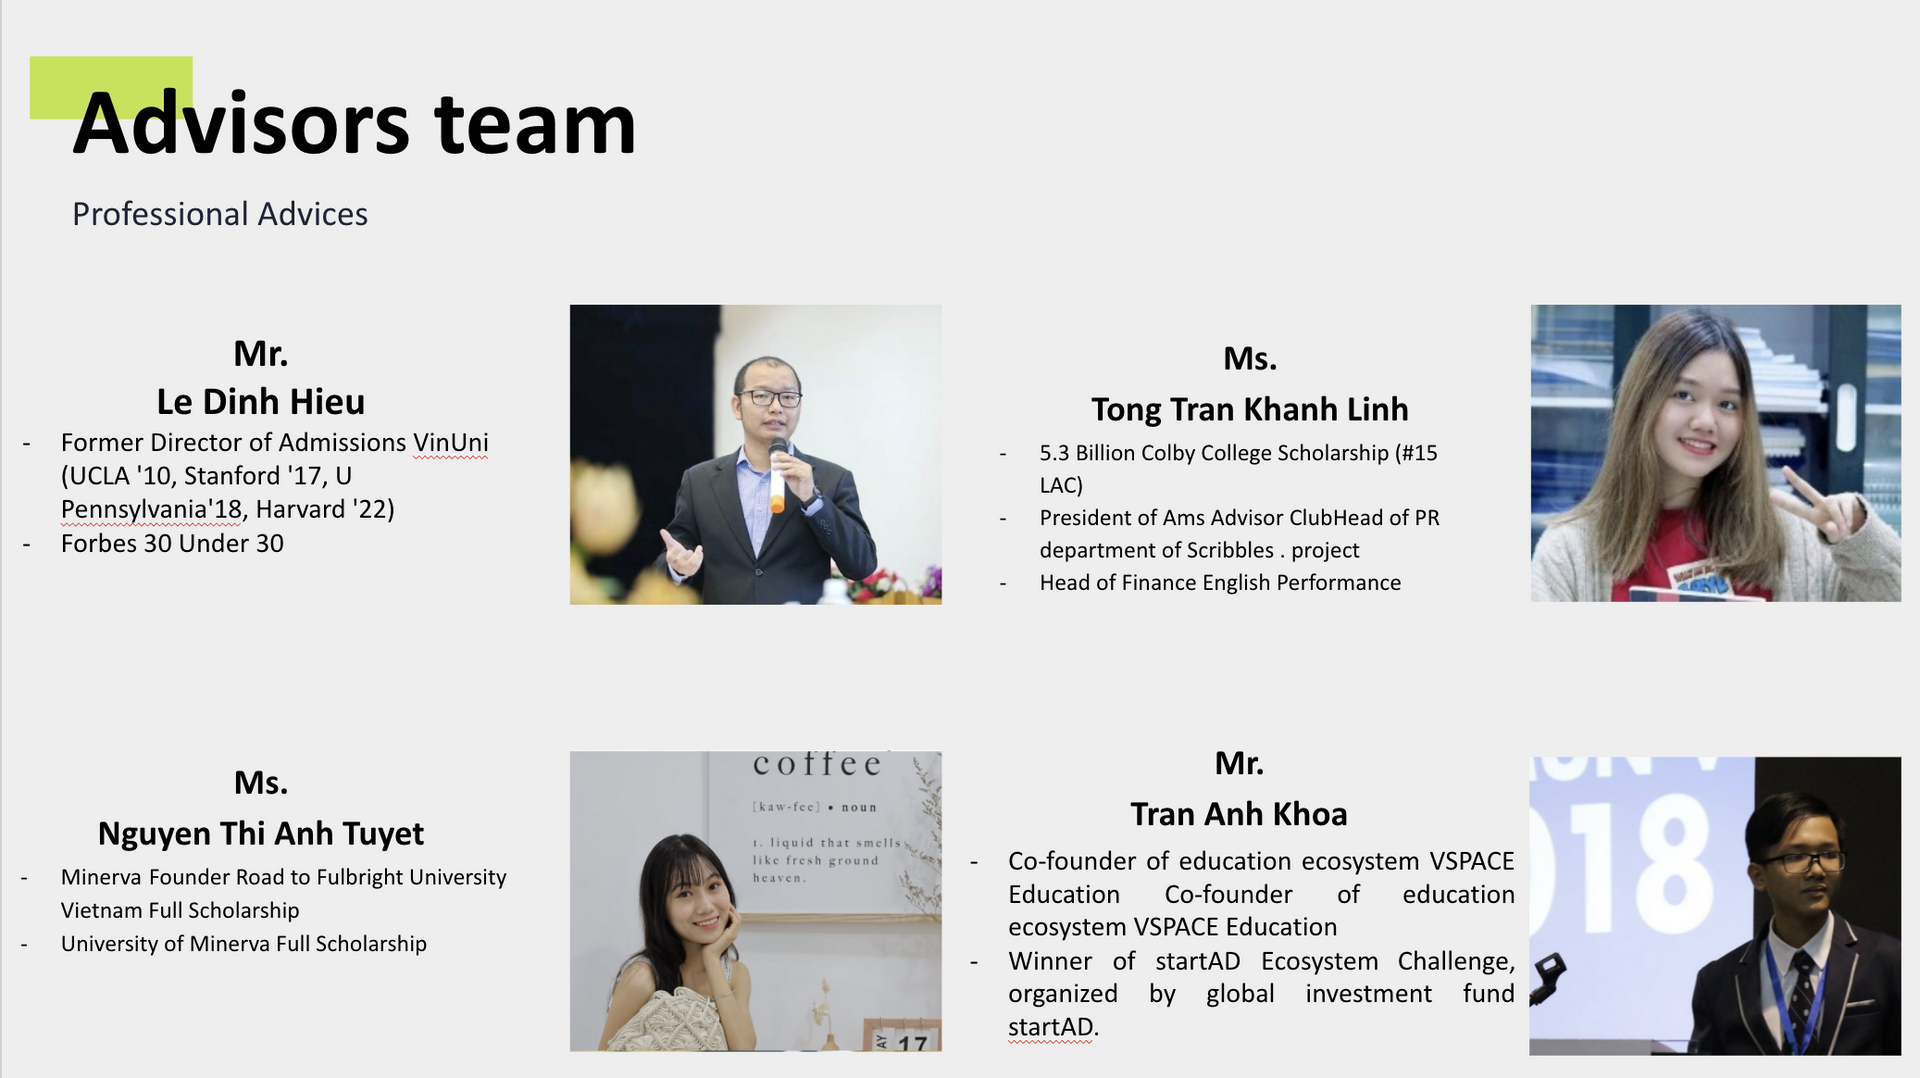 Advisors team
Professional Advices
Mr.
Le Dinh Hieu
- Former Director of Admissions VinUni
(UCLA '10, Stanford '17, U
Pennsylvania'18, Harvard '22)
- Forbes 30 Under 30
Ms.
Tong Tran Khanh Linh
- 5.3 Billion Colby College Scholarship (#15
LAC)
- President of Ams Advisor ClubHead of PR
department of Scribbles . project
- Head of Finance English Performance
Ms.
Nguyen Thi Anh Tuyet
- Minerva Founder Road to Fulbright University
Vietnam Full Scholarship
- University of Minerva Full Scholarship
coffee
[kaw-fee] • noun
1. liquid that smells
like fresh ground
heaven.
17
Mr.
Tran Anh Khoa
- Co-founder of education ecosystem VSPACE
Education Co-founder of education
ecosystem VSPACE Education
- Winner of startAD Ecosystem Challenge,
organized by global investment fund
startAD.
018